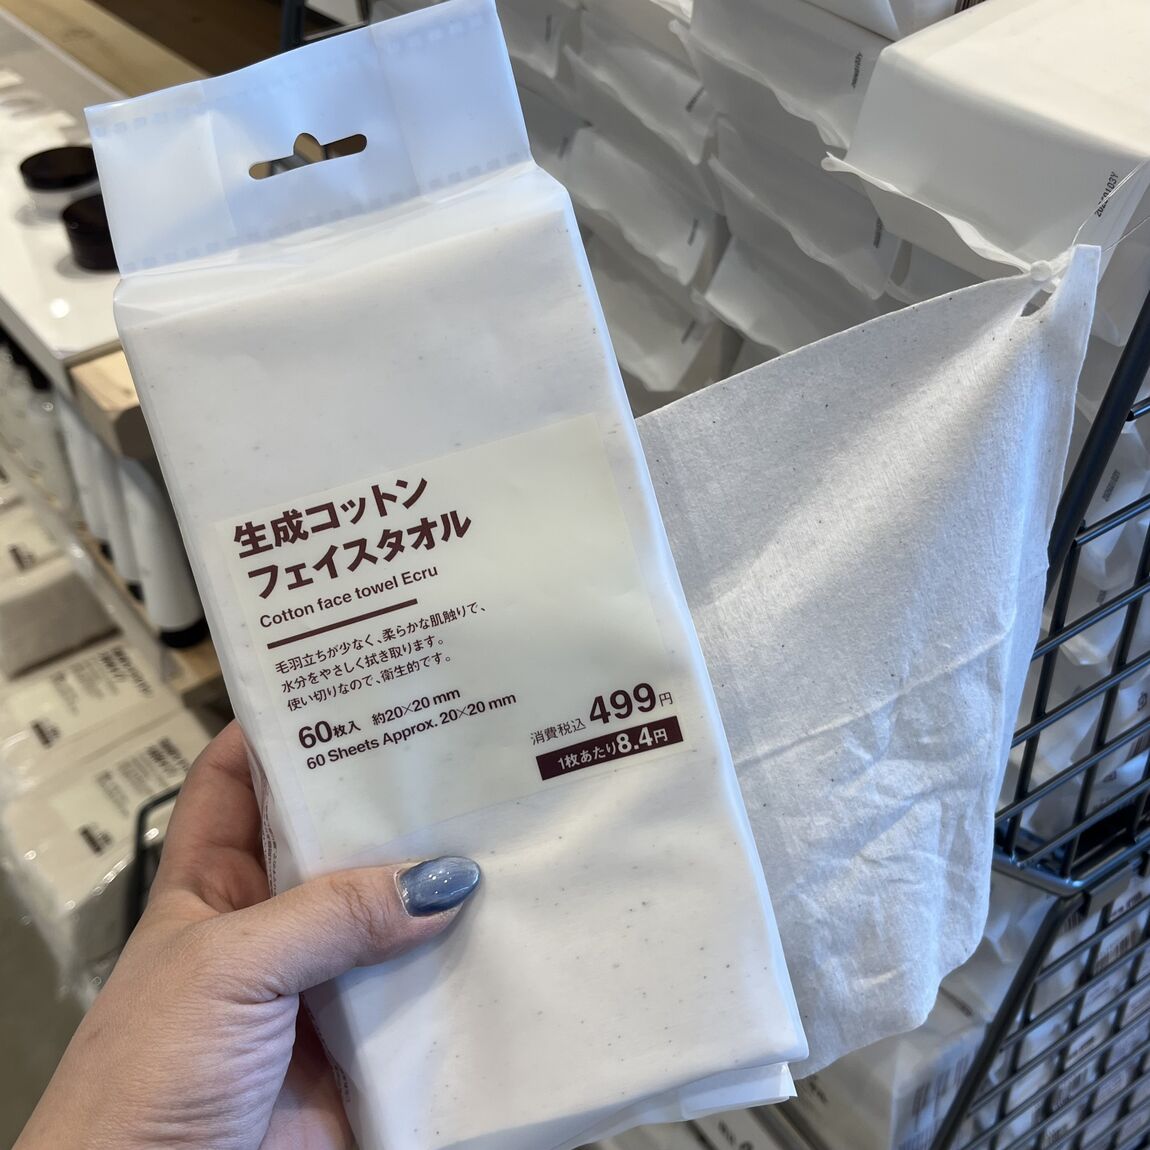 生成コットン
フェイスタオル
Cotton face towel Ecru
毛羽立ちが少なく、柔らかな肌触りで、
水分をやさしく拭き取ります。
使い切りなので、衛生的です。
60枚入 約20×20 mm
60 Sheets Approx. 20×20 mm
消費税込 499円
1枚あたり8.4円